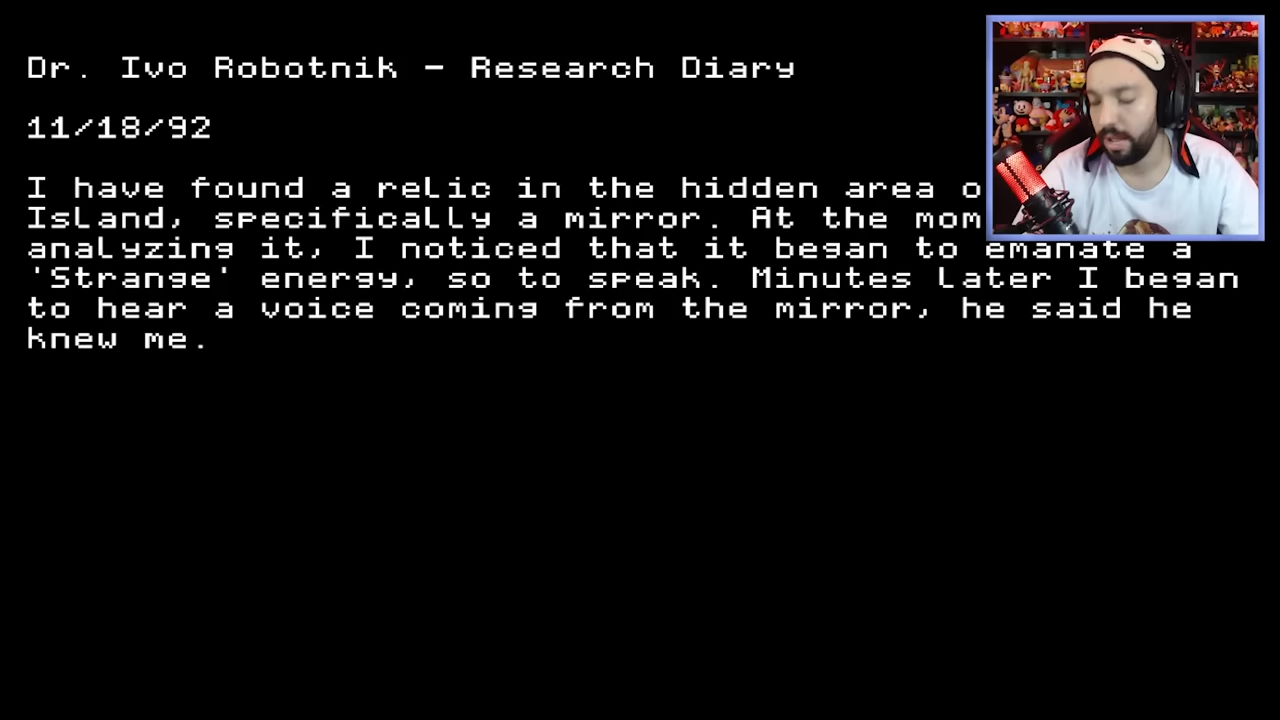 Dr. Ivo Robotnik - Research Diary
11/18/92
I have found a relic in the hidden area
Island, specifically a mirror. At the
analyzing it, I noticed that it began to emanate a
'Strange' energy, so to speak. Minutes later I began
to hear a voice coming from the mirror, he said he
knew me.